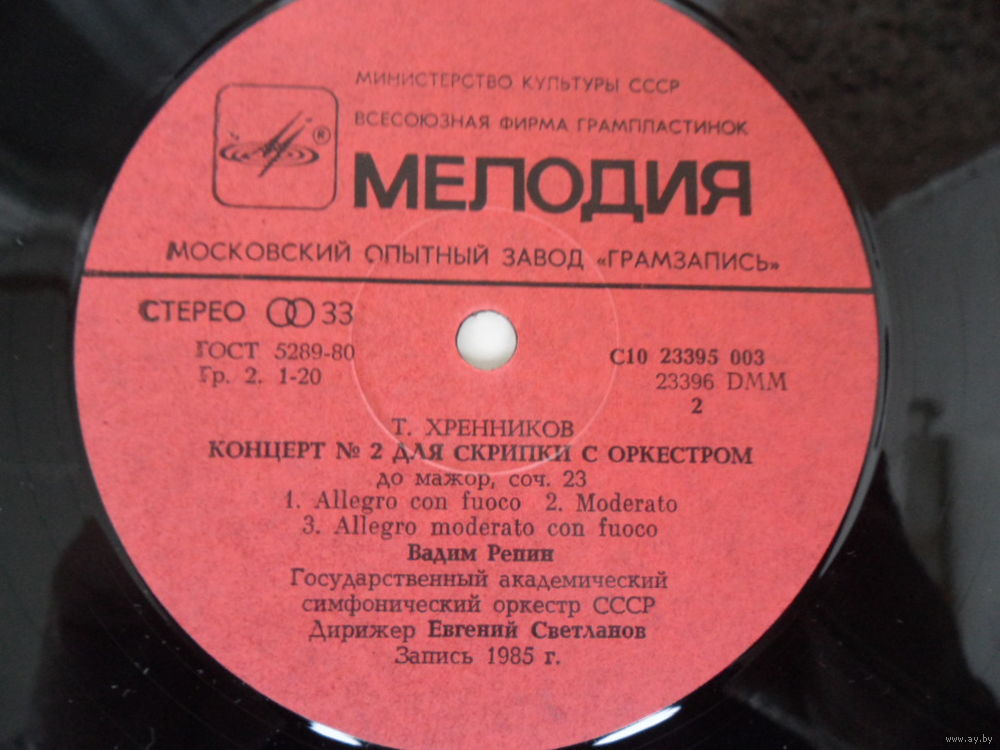 МИНИСТЕРСТВО КУЛЬТУРЫ СССР
ВСЕСОЮЗНАЯ ФИРМА ГРАМПЛАСТИНОК
®
МЕЛОДИЯ
МОСКОВСКИЙ ОПЫТНЫЙ ЗАВОД «ГРАМЗАПИСЬ»
СТЕРЕО 33
ГОСТ 5289-80
Гр. 2. 1-20
С10 23395 003
23396 DMM
2
Т. ХРЕННИКОВ
КОНЦЕРТ № 2 ДЛЯ СКРИПКИ С ОРКЕСТРОМ
до мажор, соч. 23
1. Allegro con fuoco 2. Moderato
3. Allegro moderato con fuoco
Вадим Репин
Государственный академический
симфонический оркестр СССР
Дирижер Евгений Светланов
Запись 1985 г.
www.ay.by